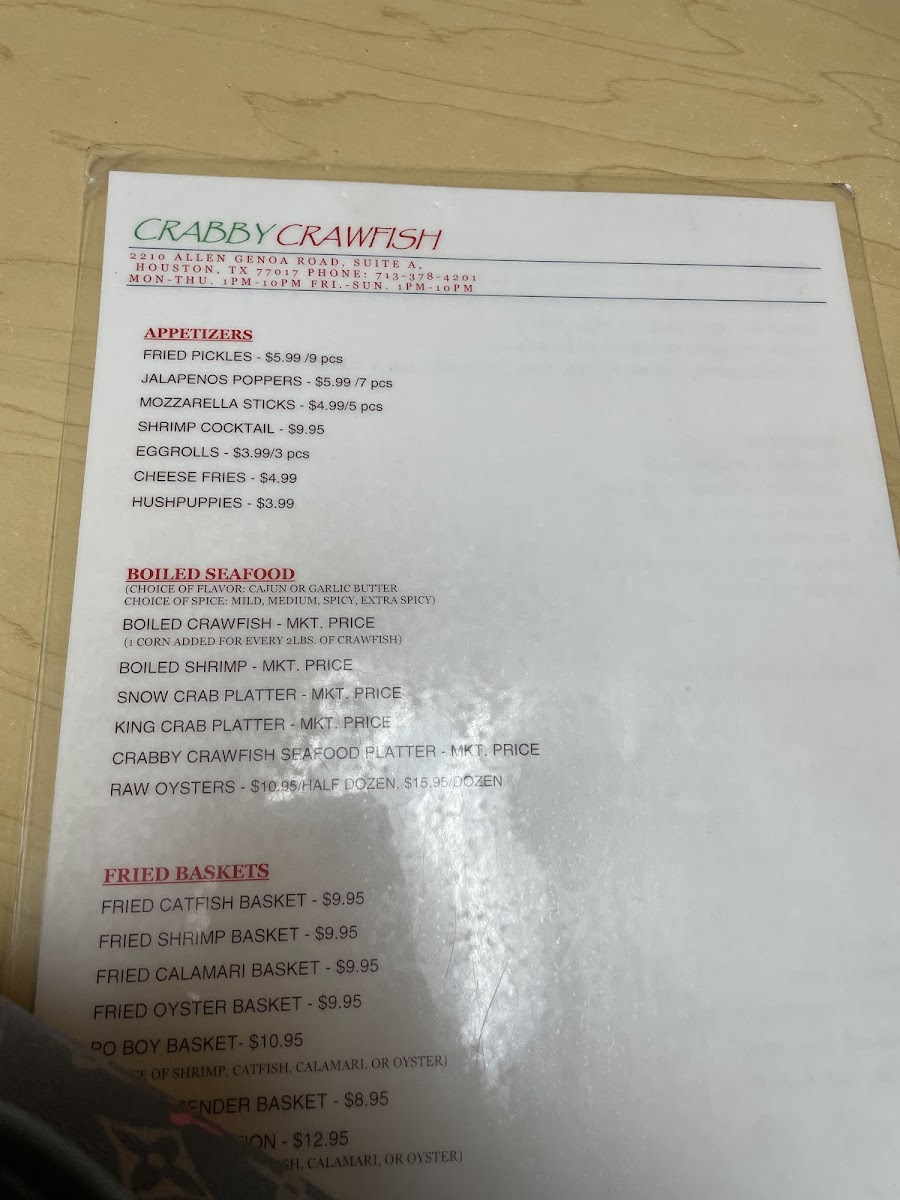 CRABBY CRAWFISH
2210 ALLEN GENOA ROAD, SUITE A,
HOUSTON, TX 77017 PHONE: 713-378-4201
MON-THU. 1PM-10PM FRI.-SUN. 1PM-10PM
APPETIZERS
FRIED PICKLES - $5.99 /9 pcs
JALAPENOS POPPERS - $5.99 /7 pcs
MOZZARELLA STICKS - $4.99/5 pcs
SHRIMP COCKTAIL - $9.95
EGGROLLS - $3.99/3 pcs
CHEESE FRIES - $4.99
HUSHPUPPIES - $3.99
BOILED SEAFOOD
(CHOICE OF FLAVOR: CAJUN OR GARLIC BUTTER
CHOICE OF SPICE: MILD, MEDIUM, SPICY, EXTRA SPICY)
BOILED CRAWFISH - MKT. PRICE
(1 CORN ADDED FOR EVERY 2LBS. OF CRAWFISH)
BOILED SHRIMP - MKT. PRICE
SNOW CRAB PLATTER - MKT. PRICE
KING CRAB PLATTER - MKT. PRICE
CRABBY CRAWFISH SEAFOOD PLATTER - MKT. PRICE
RAW OYSTERS - $10.95/HALF DOZEN, $15.95/DOZEN
FRIED BASKETS
FRIED CATFISH BASKET - $9.95
FRIED SHRIMP BASKET - $9.95
FRIED CALAMARI BASKET - $9.95
FRIED OYSTER BASKET - $9.95
PO BOY BASKET- $10.95
OF SHRIMP, CATFISH, CALAMARI, OR OYSTER)
BASKET - $8.95
- $12.95
CALAMARI, OR OYSTER)